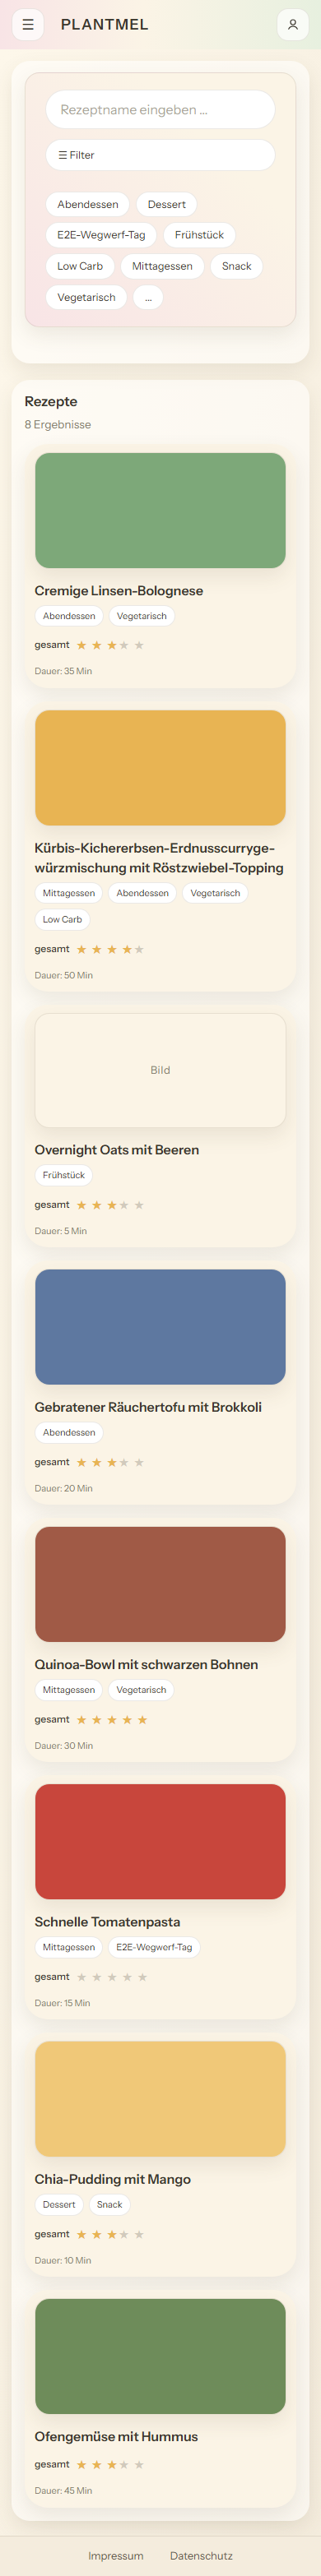 ☰ PLANTMEL
Rezeptname eingeben ...
☰ Filter
Abendessen Dessert
E2E-Wegwerf-Tag Frühstück
Low Carb Mittagessen Snack
Vegetarisch ...
Rezepte
8 Ergebnisse
Cremige Linsen-Bolognese
Abendessen Vegetarisch
gesamt ★ ★ ★ ★ ★
Dauer: 35 Min
Kürbis-Kichererbsen-Erdnusscurryge-
würzmischung mit Röstzwiebel-Topping
Mittagessen Abendessen Vegetarisch
Low Carb
gesamt ★ ★ ★ ★ ★
Dauer: 50 Min
Bild
Overnight Oats mit Beeren
Frühstück
gesamt ★ ★ ★ ★ ★
Dauer: 5 Min
Gebratener Räuchertofu mit Brokkoli
Abendessen
gesamt ★ ★ ★ ★ ★
Dauer: 20 Min
Quinoa-Bowl mit schwarzen Bohnen
Mittagessen Vegetarisch
gesamt ★ ★ ★ ★ ★
Dauer: 30 Min
Schnelle Tomatenpasta
Mittagessen E2E-Wegwerf-Tag
gesamt ★ ★ ★ ★ ★
Dauer: 15 Min
Chia-Pudding mit Mango
Dessert Snack
gesamt ★ ★ ★ ★ ★
Dauer: 10 Min
Ofengemüse mit Hummus
gesamt ★ ★ ★ ★ ★
Dauer: 45 Min
Impressum Datenschutz